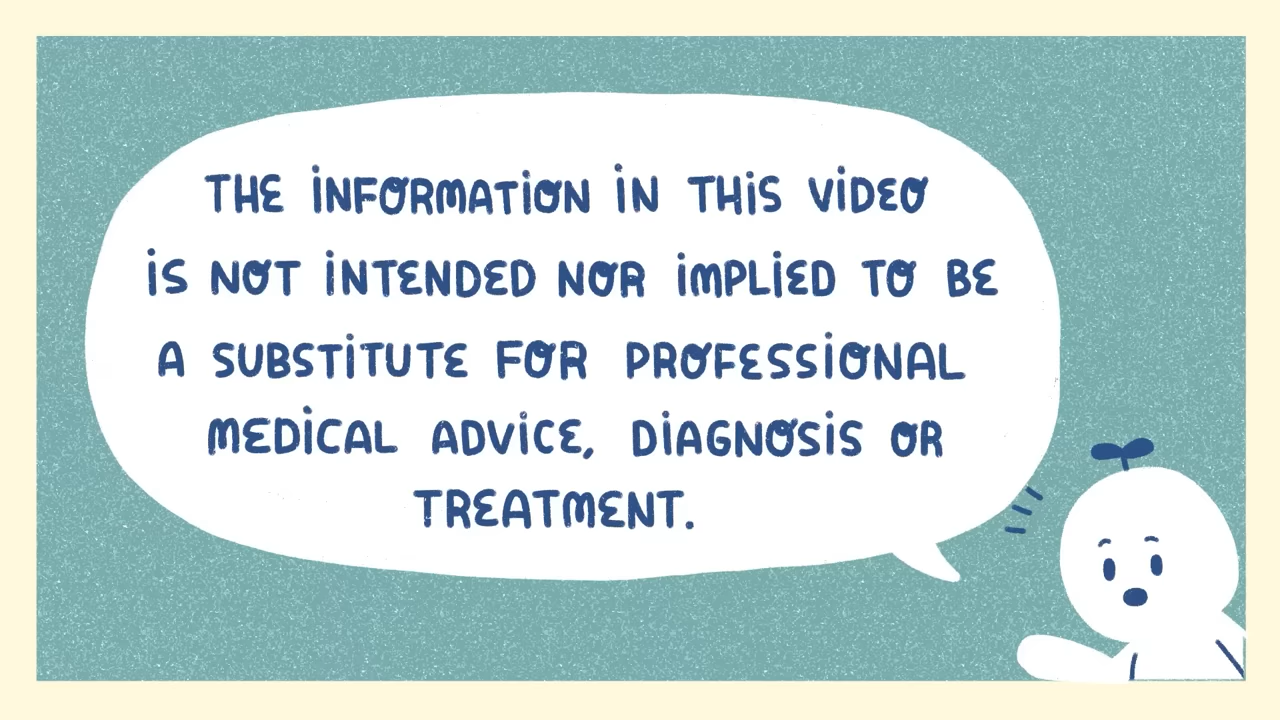 THE INFORMATION IN THIS VIDEO
IS NOT INTENDED NOR IMPLIED TO BE
A SUBSTITUTE FOR PROFESSIONAL
MEDICAL ADVICE, DIAGNOSIS OR
TREATMENT.